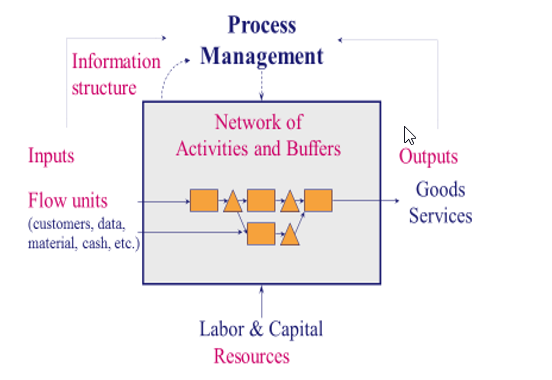 Process
Management
Information
structure
Network of
Activities and Buffers
Inputs
Outputs
Flow units
(customers, data,
material, cash, etc.)
Goods
Services
Labor & Capital
Resources